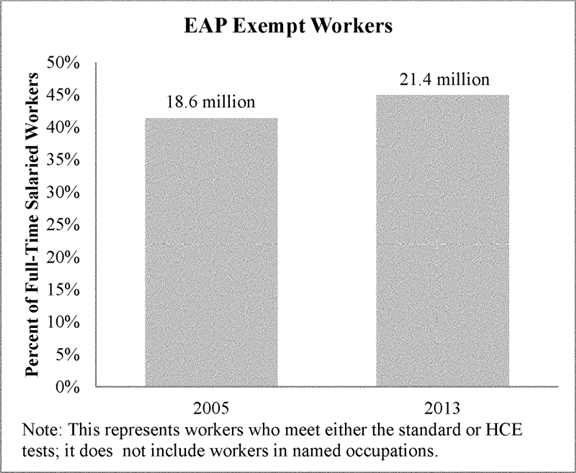 EAP Exempt Workers
Percent of Full-Time Salaried Workers
50%
45%
40%
35%
30%
25%
20%
15%
10%
5%
0%
18.6 million
21.4 million
2005
2013
Note: This represents workers who meet either the standard or HCE
tests; it does not include workers in named occupations.